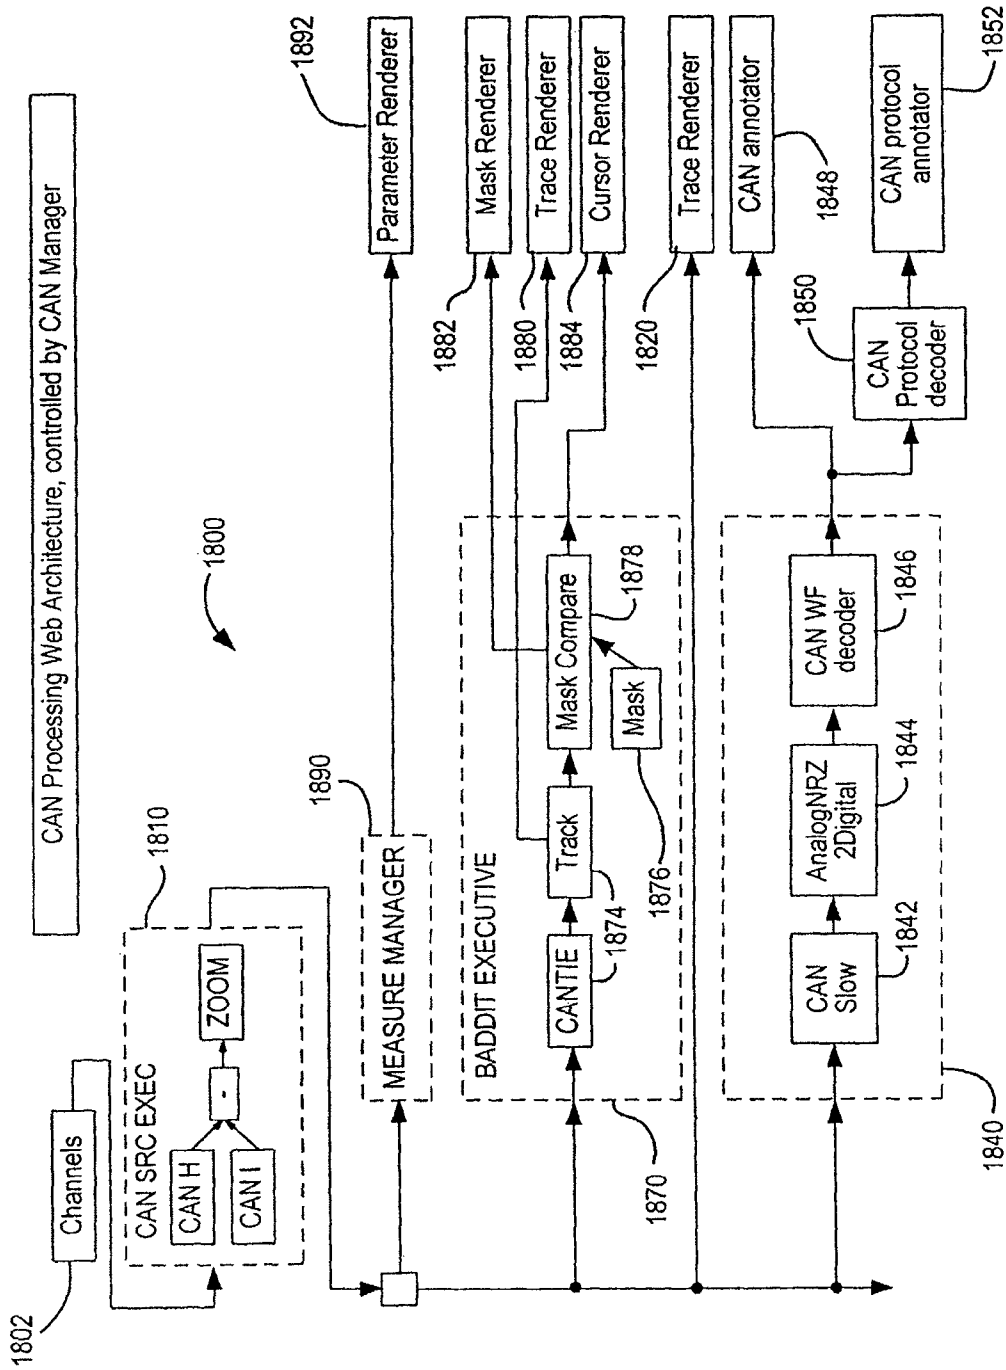 CAN Processing Web Architecture, controlled by CAN Manager
1800
1802
Channels
1810
CAN SRC EXEC
CAN H
CAN I
-
ZOOM
1890
MEASURE MANAGER
Parameter Renderer
1892
BADDIT EXECUTIVE
CANTIE
Track
1874
Mask Compare
1878
Mask
1876
1870
Mask Renderer
1882
Trace Renderer
1880
Cursor Renderer
1884
Trace Renderer
1820
CAN
Slow
1842
AnalogNRZ
2Digital
1844
CAN WF
decoder
1846
1840
CAN annotator
1848
CAN
Protocol
decoder
1850
CAN protocol
annotator
1852